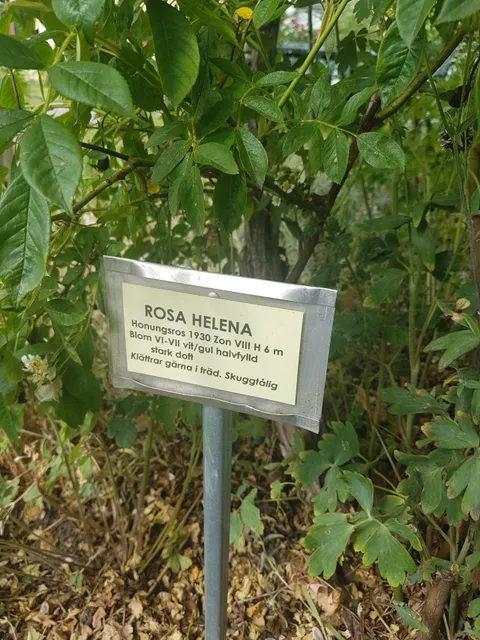 ROSA HELENA
Honungsros 1930 Zon VIII H 6 m
Blom VI-VII vit/gul halvfylld
stark doft
Klättrar gärna i träd. Skuggtålig